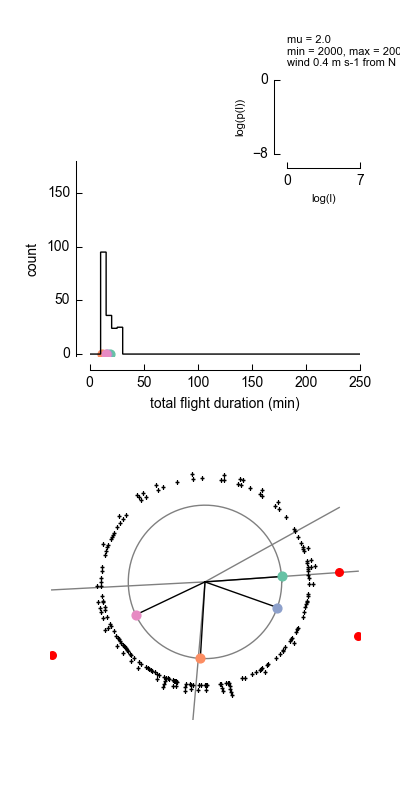 mu = 2.0
min = 2000, max = 200
wind 0.4 m s-1 from N
0
log(p(l))
−8
0 7
log(l)
150
100
count
50
0
0 50 100 150 200 250
total flight duration (min)